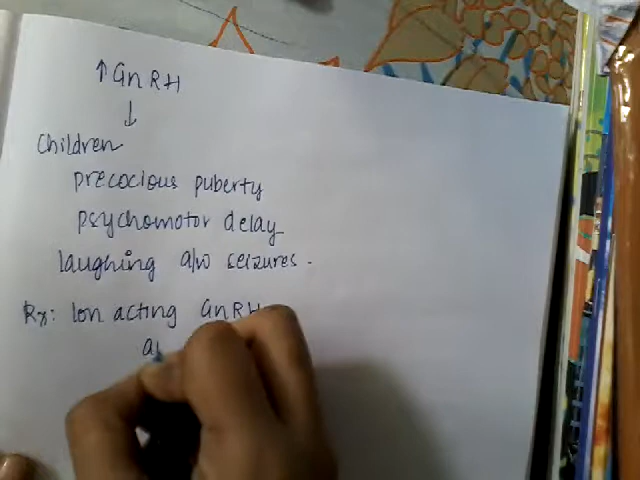 ↑ GnRH
↓
Children
precocious puberty
psychomotor delay
laughing a/w seizures.
Rx: lon acting GnRH